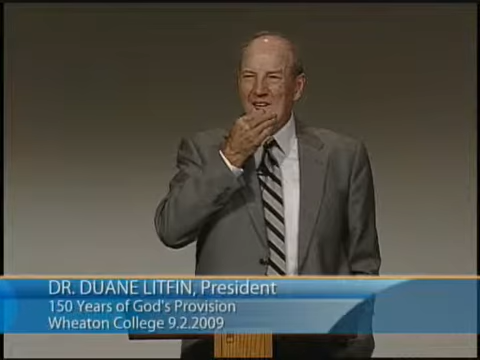 DR. DUANE LITFIN, President
150 Years of God's Provision
Wheaton College 9.2.2009